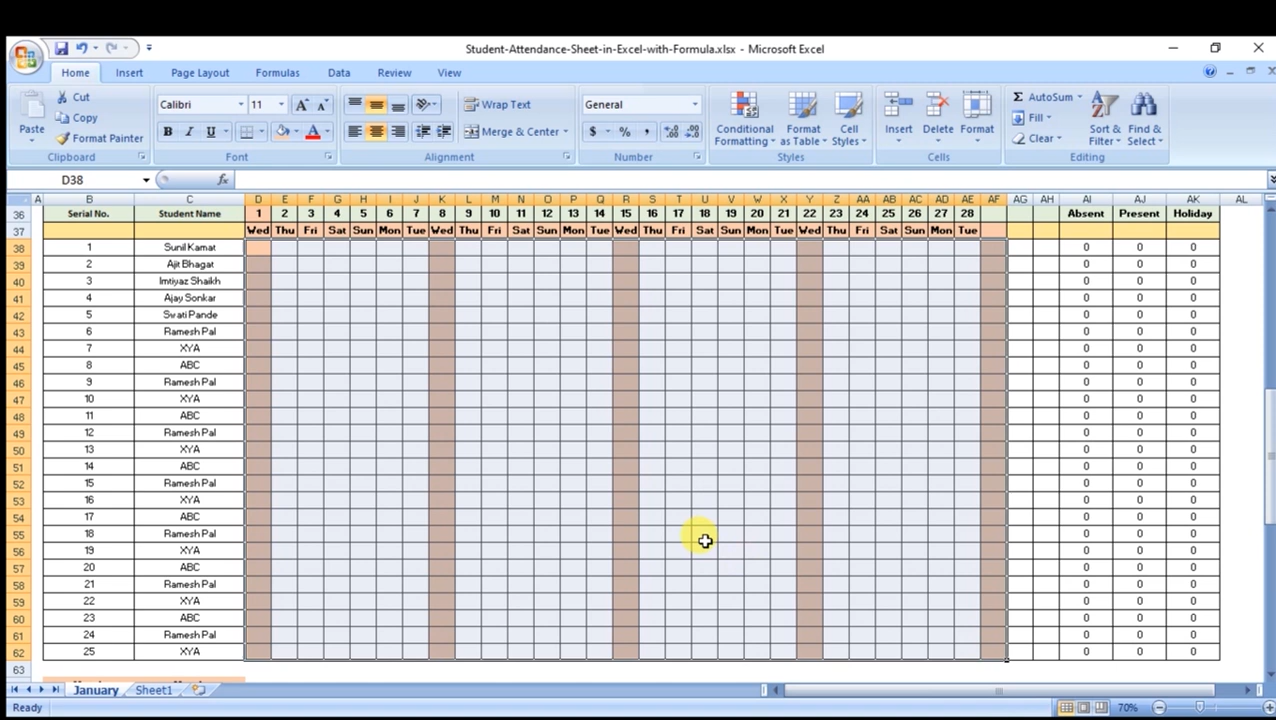 Student-Attendance-Sheet-in-Excel-with-Formula.xlsx - Microsoft Excel
Home Insert Page Layout Formulas Data Review View
Cut Calibri 11 Wrap Text General AutoSum
Paste Copy Conditional Format Cell Insert Delete Format Fill Sort & Find &
Format Painter B I U A Merge & Center $ % , Formatting as Table Styles Clear Filter Select
Clipboard Font Alignment Number Styles Cells Editing
D38 fx
A B C D E F G H I J K L M N O P Q R S T U V W X Y Z AA AB AC AD AE AF AG AH AI AJ AK AL
36 Serial No. Student Name 1 2 3 4 5 6 7 8 9 10 11 12 13 14 15 16 17 18 19 20 21 22 23 24 25 26 27 28 Absent Present Holiday
37 Wed Thu Fri Sat Sun Mon Tue Wed Thu Fri Sat Sun Mon Tue Wed Thu Fri Sat Sun Mon Tue Wed Thu Fri Sat Sun Mon Tue
38 1 Sunil Kamat 0 0 0
39 2 Ajit Bhagat 0 0 0
40 3 Imtiyaz Shaikh 0 0 0
41 4 Ajay Sonkar 0 0 0
42 5 Swati Pande 0 0 0
43 6 Ramesh Pal 0 0 0
44 7 XYA 0 0 0
45 8 ABC 0 0 0
46 9 Ramesh Pal 0 0 0
47 10 XYA 0 0 0
48 11 ABC 0 0 0
49 12 Ramesh Pal 0 0 0
50 13 XYA 0 0 0
51 14 ABC 0 0 0
52 15 Ramesh Pal 0 0 0
53 16 XYA 0 0 0
54 17 ABC 0 0 0
55 18 Ramesh Pal 0 0 0
56 19 XYA 0 0 0
57 20 ABC 0 0 0
58 21 Ramesh Pal 0 0 0
59 22 XYA 0 0 0
60 23 ABC 0 0 0
61 24 Ramesh Pal 0 0 0
62 25 XYA 0 0 0
63
January Sheet1
Ready 70%